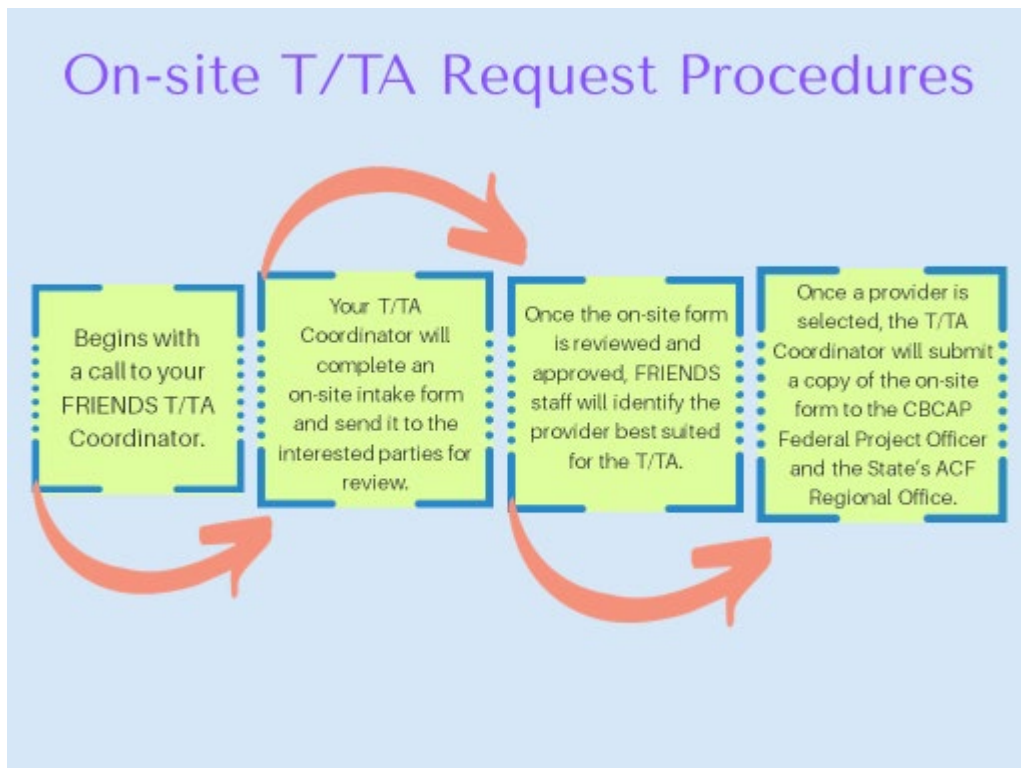 On-site T/TA Request Procedures
Begins with
a call to your
FRIENDS T/TA
Coordinator.
Your T/TA
Coordinator will
complete an
on-site intake form
and send it to the
interested parties for
review.
Once the on-site form
is reviewed and
approved, FRIENDS
staff will identify the
provider best suited
for the T/TA.
Once a provider is
selected, the T/TA
Coordinator will submit
a copy of the on-site
form to the CBCAP
Federal Project Officer
and the State's ACF
Regional Office.